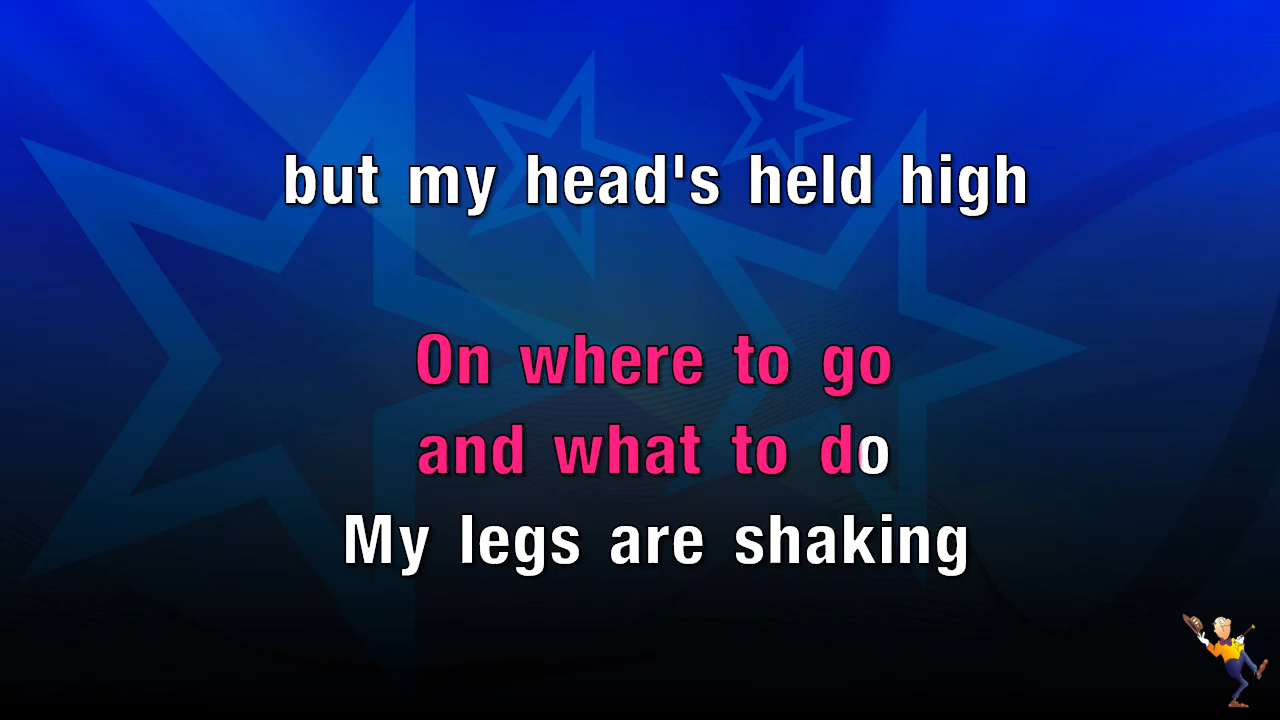 but my head's held high
On where to go
and what to do
My legs are shaking